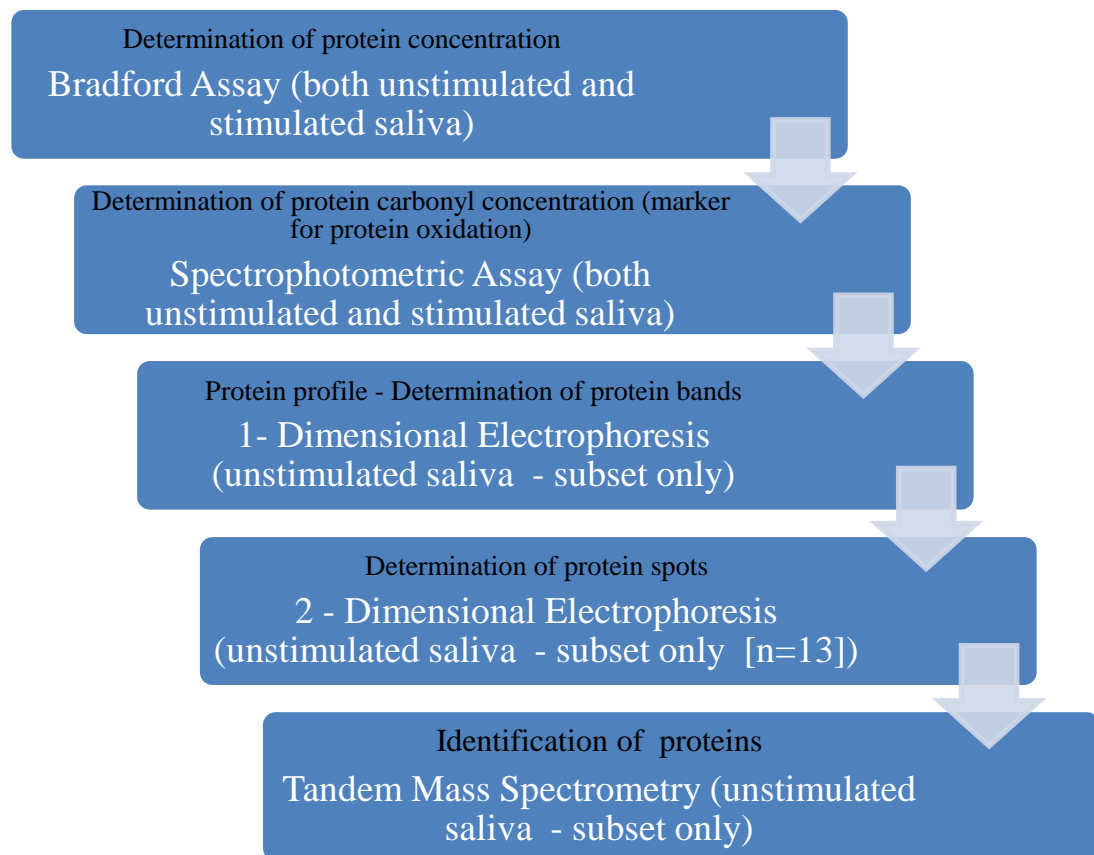 Determination of protein concentration
Bradford Assay (both unstimulated and
stimulated saliva)
Determination of protein carbonyl concentration (marker
for protein oxidation)
Spectrophotometric Assay (both
unstimulated and stimulated saliva)
Protein profile - Determination of protein bands
1- Dimensional Electrophoresis
(unstimulated saliva - subset only)
Determination of protein spots
2 - Dimensional Electrophoresis
(unstimulated saliva - subset only [n=13])
Identification of proteins
Tandem Mass Spectrometry (unstimulated
saliva - subset only)